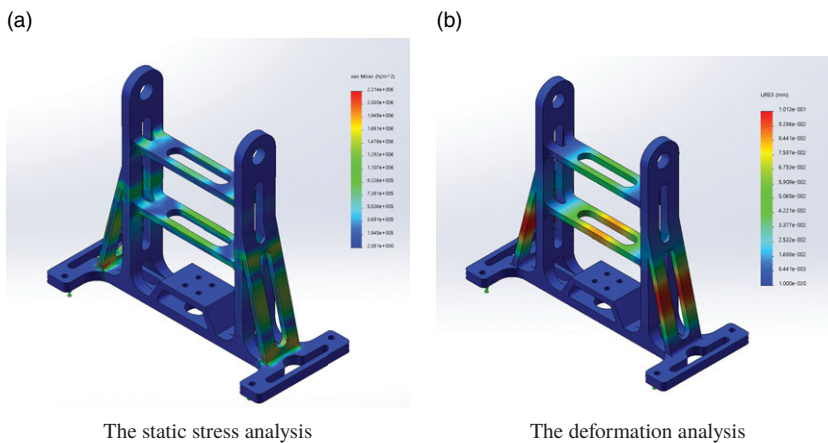 (a)
(b)
von Mises (N/m^2)
2.214e+006
2.030e+006
1.845e+006
1.661e+006
1.476e+006
1.292e+006
1.107e+006
9.226e+005
7.381e+005
5.536e+005
3.691e+005
1.845e+005
2.081e+000
URES (mm)
1.013e-001
9.286e-002
8.441e-002
7.597e-002
6.753e-002
5.909e-002
5.065e-002
4.221e-002
3.377e-002
2.532e-002
1.688e-002
8.441e-003
1.000e-030
The static stress analysis
The deformation analysis